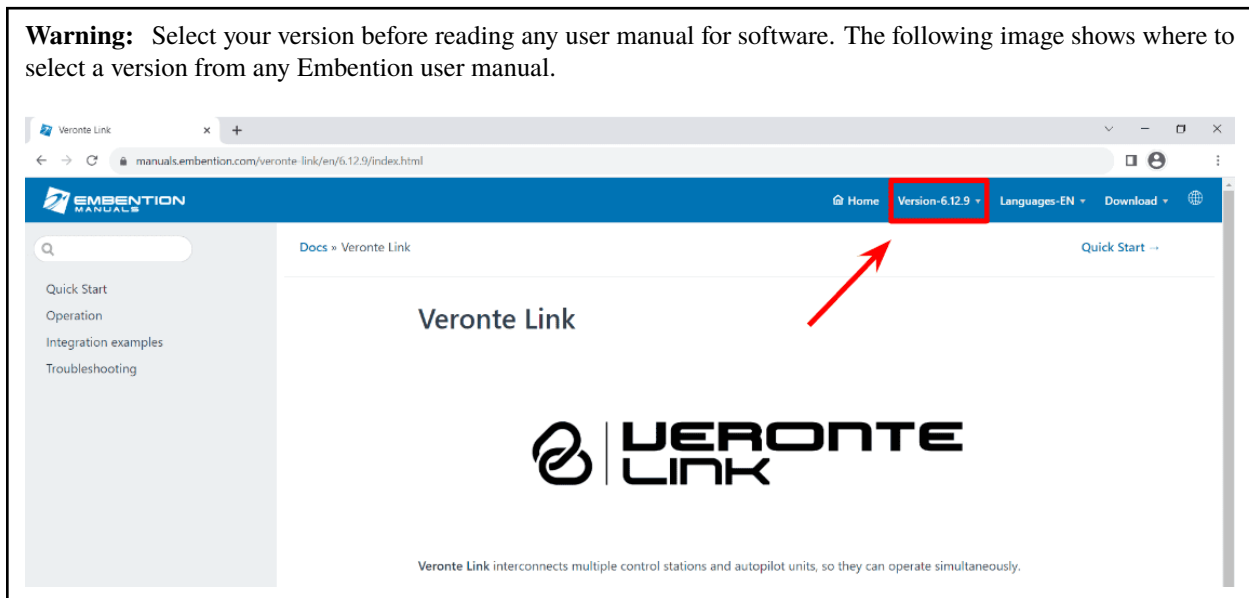 Warning: Select your version before reading any user manual for software. The following image shows where to
select a version from any Embention user manual.
Veronte Link
manuals.embention.com/veronte-link/en/6.12.9/index.html
EMBENTION
MANUALS
Home Version-6.12.9 Languages-EN Download
Docs » Veronte Link
Quick Start →
Quick Start
Operation
Integration examples
Troubleshooting
Veronte Link
VERONTE
LINK
Veronte Link interconnects multiple control stations and autopilot units, so they can operate simultaneously.